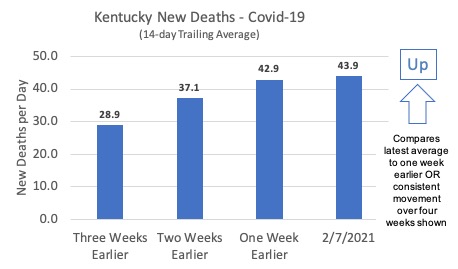 Kentucky New Deaths - Covid-19
(14-day Trailing Average)
50.0
40.0
30.0
20.0
10.0
0.0
New Deaths per Day
28.9
37.1
42.9
43.9
Three Weeks
Earlier
Two Weeks
Earlier
One Week
Earlier
2/7/2021
Up
Compares
latest average
to one week
earlier OR
consistent
movement
over four
weeks shown